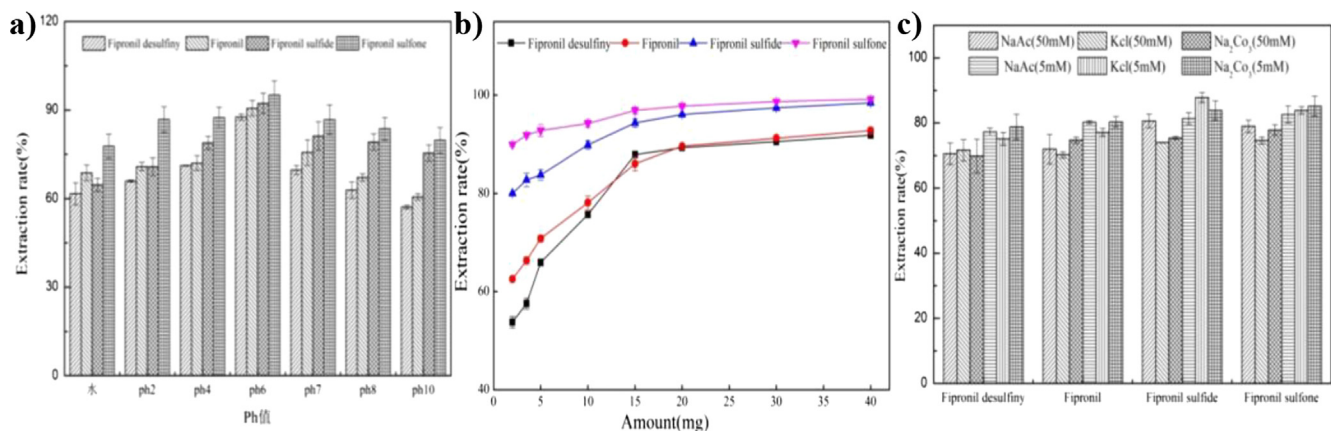 a)
120
90
60
30
0
Extraction rate(%)
Fipronil desulfiny Fipronil Fipronil sulfide Fipronil sulfone
水 ph2 ph4 ph6 ph7 ph8 ph10
Ph值
b)
100
80
60
40
Extraction rate(%)
Fipronil desulfiny Fipronil Fipronil sulfide Fipronil sulfone
0 5 10 15 20 25 30 35 40
Amount(mg)
c)
100
80
60
40
20
0
Extraction rate(%)
NaAc(50mM) Kcl(50mM) Na2Co3(50mM)
NaAc(5mM) Kcl(5mM) Na2Co3(5mM)
Fipronil desulfiny Fipronil Fipronil sulfide Fipronil sulfone